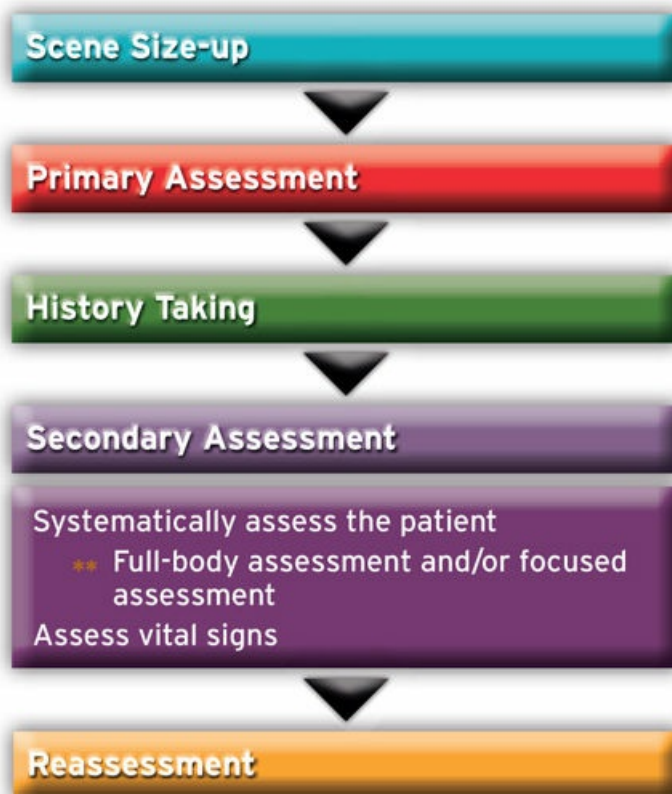 Scene Size-up
Primary Assessment
History Taking
Secondary Assessment
Systematically assess the patient
** Full-body assessment and/or focused
assessment
Assess vital signs
Reassessment